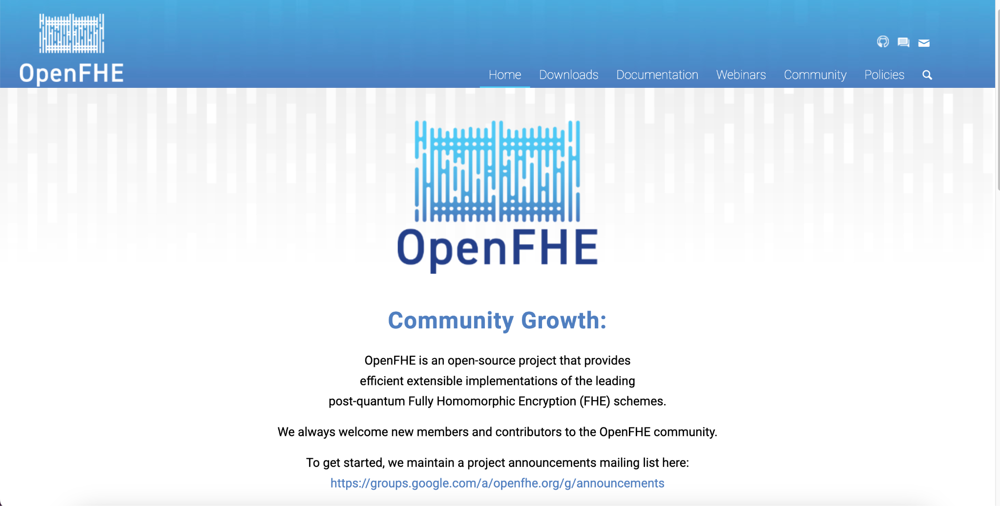 OpenFHE
Home Downloads Documentation Webinars Community Policies
OpenFHE
Community Growth:
OpenFHE is an open-source project that provides
efficient extensible implementations of the leading
post-quantum Fully Homomorphic Encryption (FHE) schemes.
We always welcome new members and contributors to the OpenFHE community.
To get started, we maintain a project announcements mailing list here:
https://groups.google.com/a/openfhe.org/g/announcements